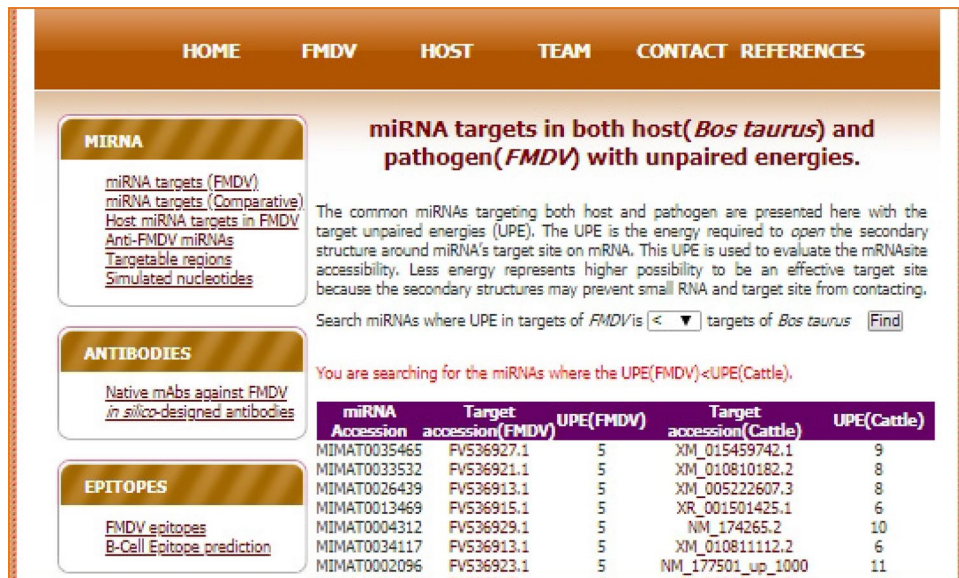 HOME FMDV HOST TEAM CONTACT REFERENCES
MIRNA
miRNA targets (FMDV)
miRNA targets (Comparative)
Host miRNA targets in FMDV
Anti-FMDV miRNAs
Targetable regions
Simulated nucleotides
ANTIBODIES
Native mAbs against FMDV
in silico-designed antibodies
EPITOPES
FMDV epitopes
B-Cell Epitope prediction
miRNA targets in both host(Bos taurus) and
pathogen(FMDV) with unpaired energies.
The common miRNAs targeting both host and pathogen are presented here with the
target unpaired energies (UPE). The UPE is the energy required to open the secondary
structure around miRNA's target site on mRNA. This UPE is used to evaluate the mRNAsite
accessibility. Less energy represents higher possibility to be an effective target site
because the secondary structures may prevent small RNA and target site from contacting.
Search miRNAs where UPE in targets of FMDV is < ▼ targets of Bos taurus Find
You are searching for the miRNAs where the UPE(FMDV)<UPE(Cattle).
miRNA Accession Target accession(FMDV) UPE(FMDV) Target accession(Cattle) UPE(Cattle)
MIMAT0035465 FV536927.1 5 XM_015459742.1 9
MIMAT0033532 FV536921.1 5 XM_010810182.2 8
MIMAT0026439 FV536913.1 5 XM_005222607.3 8
MIMAT0013469 FV536915.1 5 XR_001501425.1 6
MIMAT0004312 FV536929.1 5 NM_174265.2 10
MIMAT0034117 FV536913.1 5 XM_010811112.2 6
MIMAT0002096 FV536923.1 5 NM_177501_up_1000 11